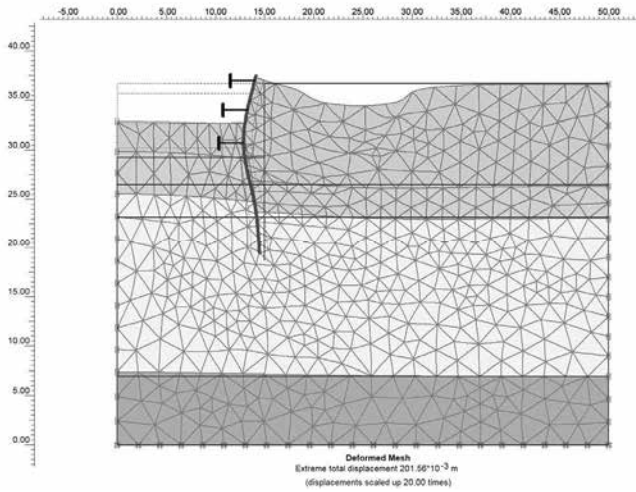 -5,00 0,00 5,00 10,00 15,00 20,00 25,00 30,00 35,00 40,00 45,00 50,00
40.00
35.00
30.00
25.00
20.00
15.00
10.00
5.00
0.00
Deformed Mesh
Extreme total displacement 201.56*10-3 m
(displacements scaled up 20.00 times)